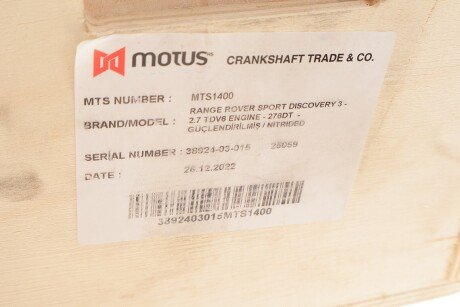 motus CRANKSHAFT TRADE & CO.
MTS NUMBER : MTS1400
BRAND/MODEL : RANGE ROVER SPORT DISCOVERY 3 -
2.7 TDV6 ENGINE - 276DT -
GÜÇLENDİRİLMİŞ / NITRIDED
SERIAL NUMBER : 38924-03-015 25059
DATE : 26.12.2022
3892403015MTS1400